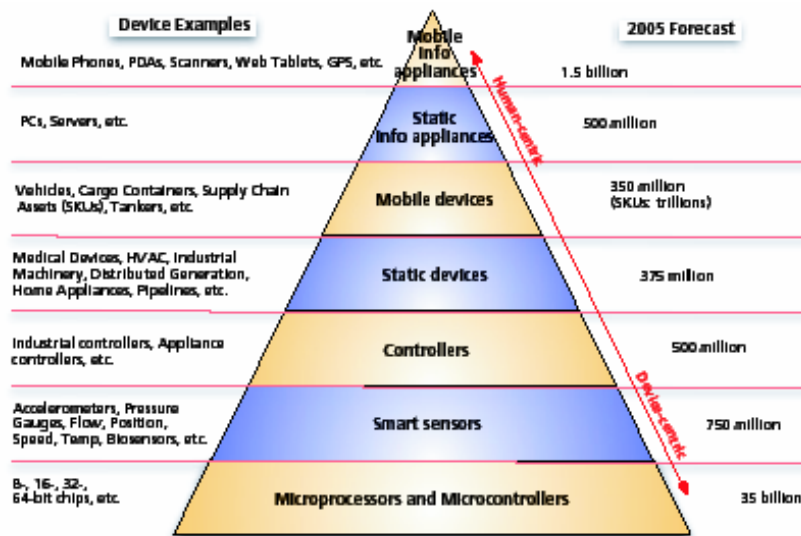 Device Examples
2005 Forecast
Mobile Phones, PDAs, Scanners, Web Tablets, GPS, etc.
Mobile
Info
appliances
1.5 billion
Human-centric
PCs, Servers, etc.
Static
Info appliances
500 million
Vehicles, Cargo Containers, Supply Chain
Assets (SKUs), Tankers, etc.
Mobile devices
350 million
(SKUs: trillions)
Medical Devices, HVAC, Industrial
Machinery, Distributed Generation,
Home Appliances, Pipelines, etc.
Static devices
375 million
Industrial controllers, Appliance
controllers, etc.
Controllers
500 million
Device-centric
Accelerometers, Pressure
Gauges, Flow, Position,
Speed, Temp, Biosensors, etc.
Smart sensors
750 million
8-, 16-, 32-,
64-bit chips, etc.
Microprocessors and Microcontrollers
35 billion